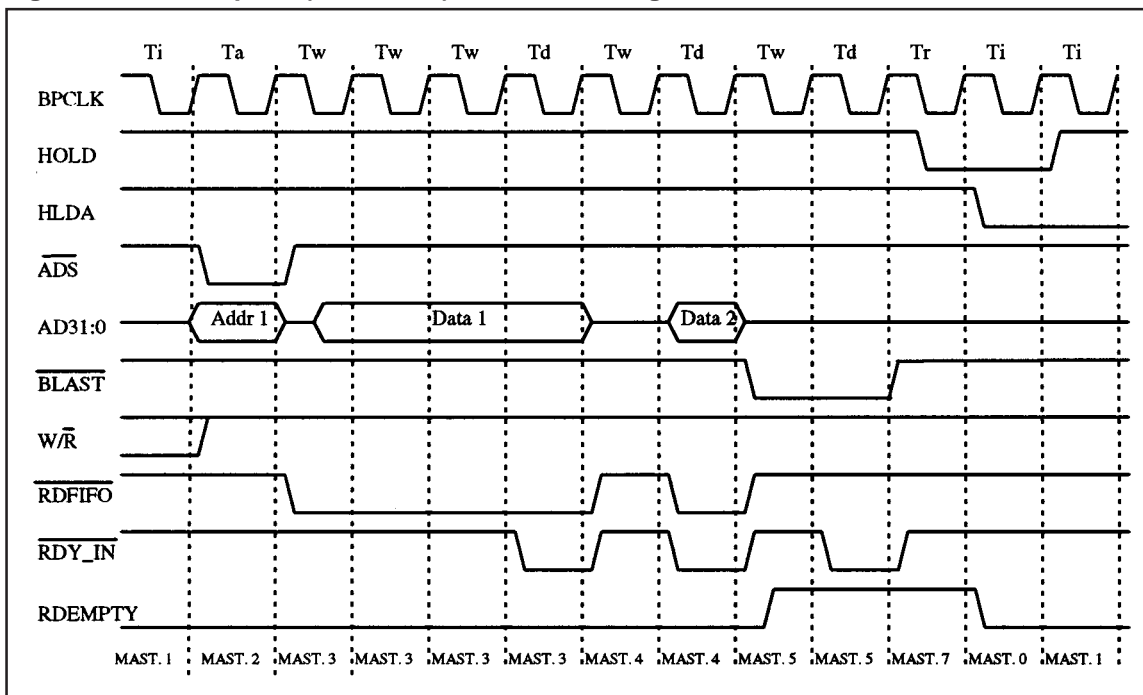 Ti Ta Tw Tw Tw Td Tw Td Tw Td Tr Ti Ti
BPCLK
HOLD
HLDA
ADS
AD31:0 Addr 1 Data 1 Data 2
BLAST
W/R
RDFIFO
RDY_IN
RDEMPTY
MAST. 1 MAST. 2 MAST. 3 MAST. 3 MAST. 3 MAST. 3 MAST. 4 MAST. 4 MAST. 5 MAST. 5 MAST. 7 MAST. 0 MAST. 1